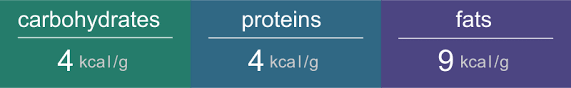 carbohydrates proteins fats
4 kcal/g 4 kcal/g 9 kcal/g